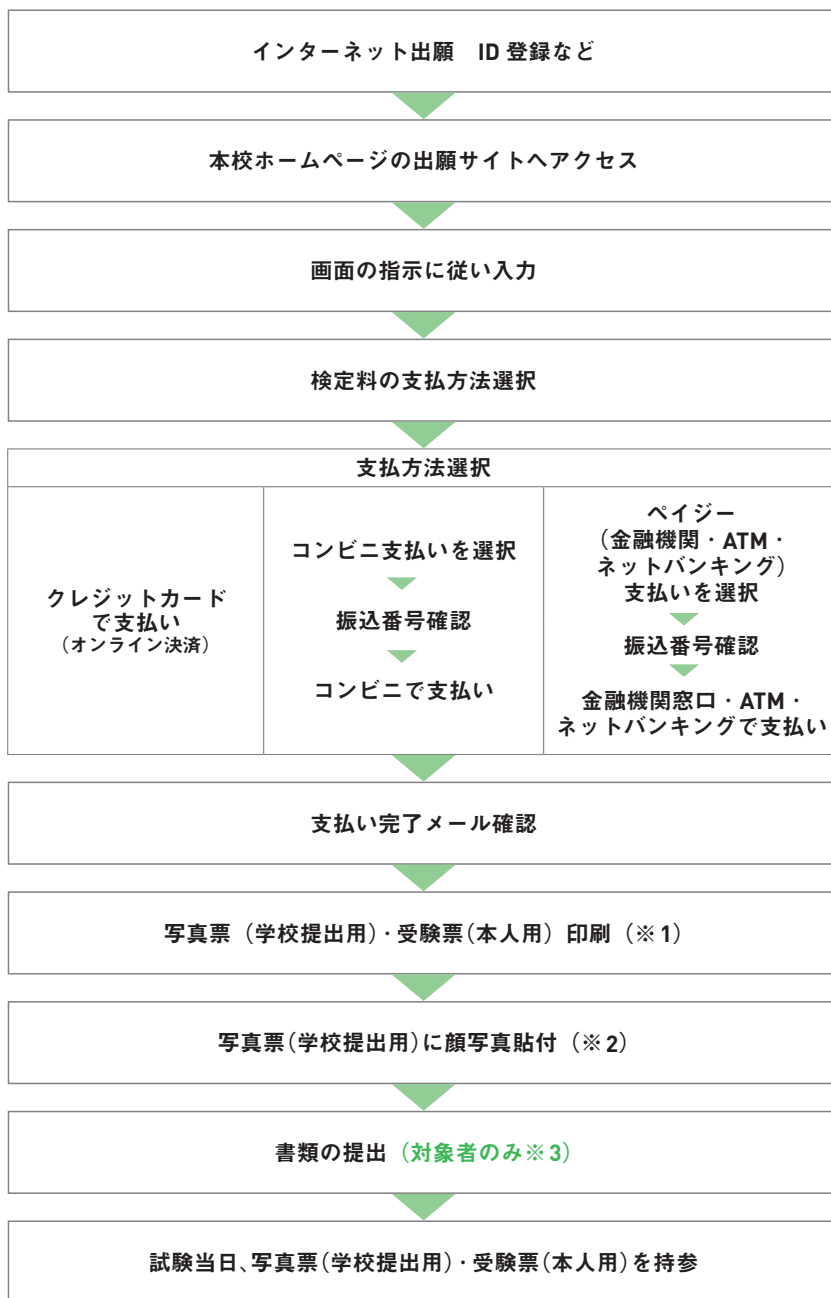 インターネット出願　ID 登録など
本校ホームページの出願サイトへアクセス
画面の指示に従い入力
検定料の支払方法選択
支払方法選択
クレジットカード
で支払い
（オンライン決済）
コンビニ支払いを選択
振込番号確認
コンビニで支払い
ペイジー
（金融機関・ATM・
ネットバンキング）
支払いを選択
振込番号確認
金融機関窓口・ATM・
ネットバンキングで支払い
支払い完了メール確認
写真票（学校提出用）・受験票（本人用）印刷（※1）
写真票（学校提出用）に顔写真貼付（※2）
書類の提出（対象者のみ※3）
試験当日、写真票（学校提出用）・受験票（本人用）を持参